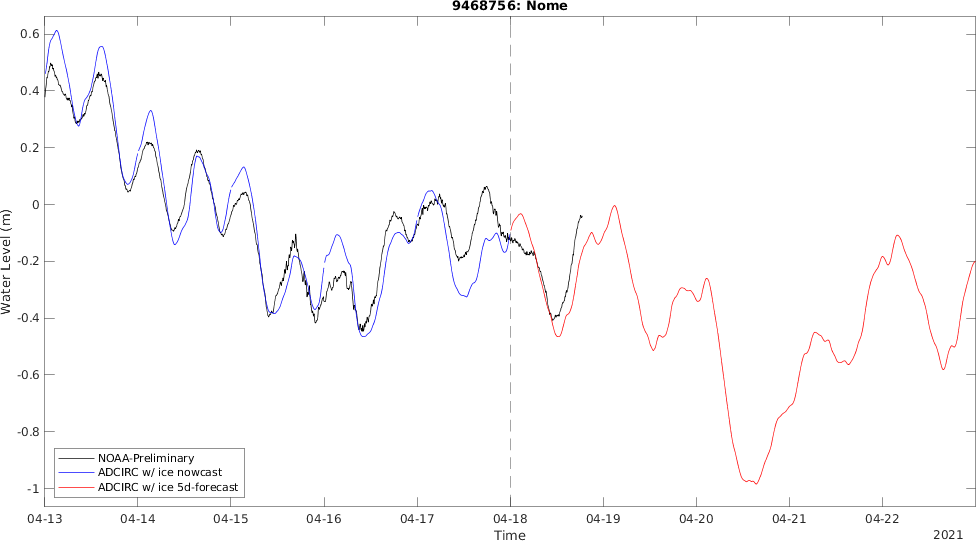 9468756: Nome
Water Level (m)
0.6
0.4
0.2
0
-0.2
-0.4
-0.6
-0.8
-1
NOAA-Preliminary
ADCIRC w/ ice nowcast
ADCIRC w/ ice 5d-forecast
04-13 04-14 04-15 04-16 04-17 04-18 04-19 04-20 04-21 04-22
Time
2021